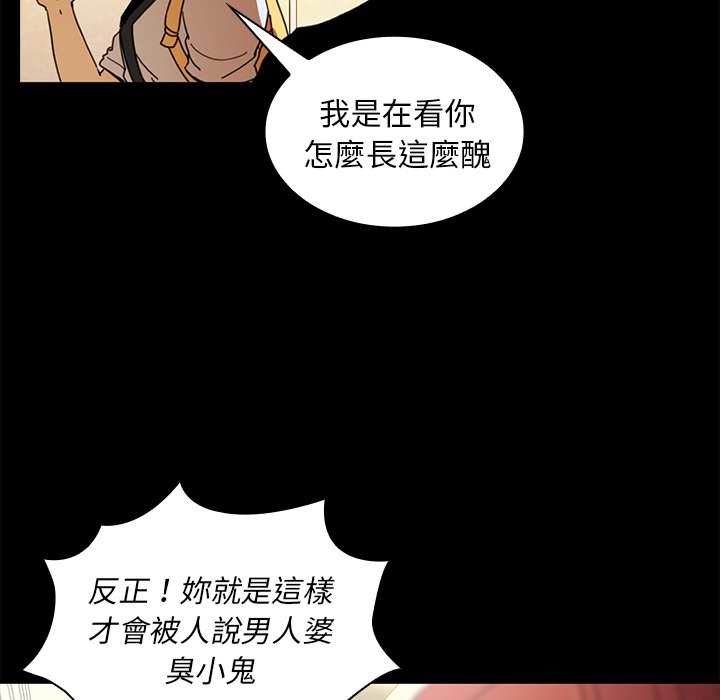 我是在看你
怎麼長這麼醜
反正！妳就是這樣
才會被人說男人婆
臭小鬼